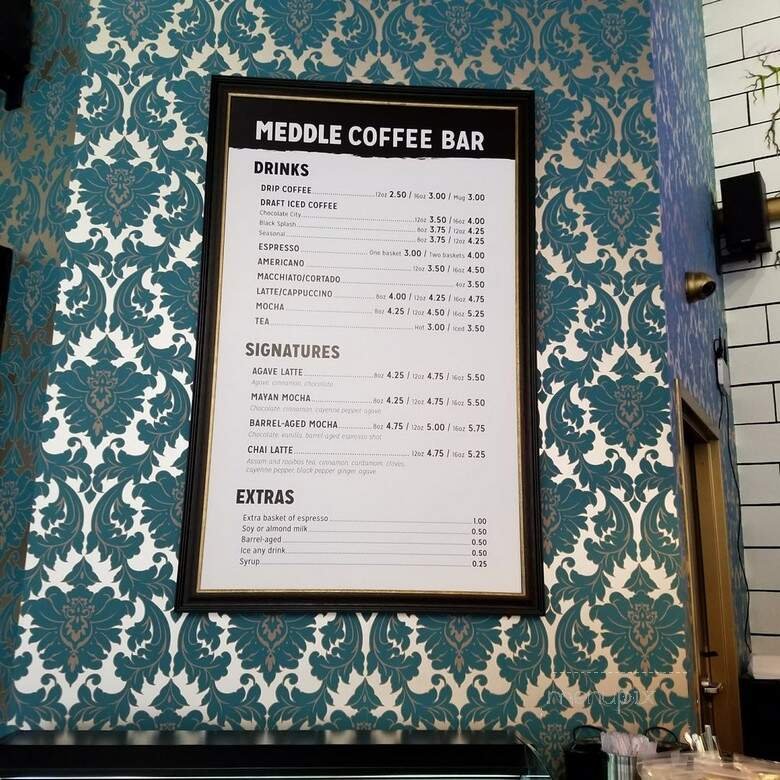 MEDDLE COFFEE BAR
DRINKS
DRIP COFFEE 12oz 2.50 / 16oz 3.00 / Mug 3.00
DRAFT ICED COFFEE
Chocolate City 12oz 3.50 / 16oz 4.00
Black Splash 8oz 3.75 / 12oz 4.25
Seasonal 8oz 3.75 / 12oz 4.25
ESPRESSO One basket 3.00 / Two baskets 4.00
AMERICANO 12oz 3.50 / 16oz 4.50
MACCHIATO/CORTADO 4oz 3.50
LATTE/CAPPUCCINO 8oz 4.00 / 12oz 4.25 / 16oz 4.75
MOCHA 8oz 4.25 / 12oz 4.50 / 16oz 5.25
TEA Hot 3.00 / Iced 3.50
SIGNATURES
AGAVE LATTE 8oz 4.25 / 12oz 4.75 / 16oz 5.50
Agave, cinnamon, chocolate
MAYAN MOCHA 8oz 4.25 / 12oz 4.75 / 16oz 5.50
Chocolate, cinnamon, cayenne pepper, agave
BARREL-AGED MOCHA 8oz 4.75 / 12oz 5.00 / 16oz 5.75
Chocolate, vanilla, barrel-aged espresso shot
CHAI LATTE 12oz 4.75 / 16oz 5.25
Assam and rooibos tea, cinnamon, cardamom, cloves,
cayenne pepper, black pepper, ginger, agave
EXTRAS
Extra basket of espresso 1.00
Soy or almond milk 0.50
Barrel-aged 0.50
Ice any drink 0.50
Syrup 0.25
menupix